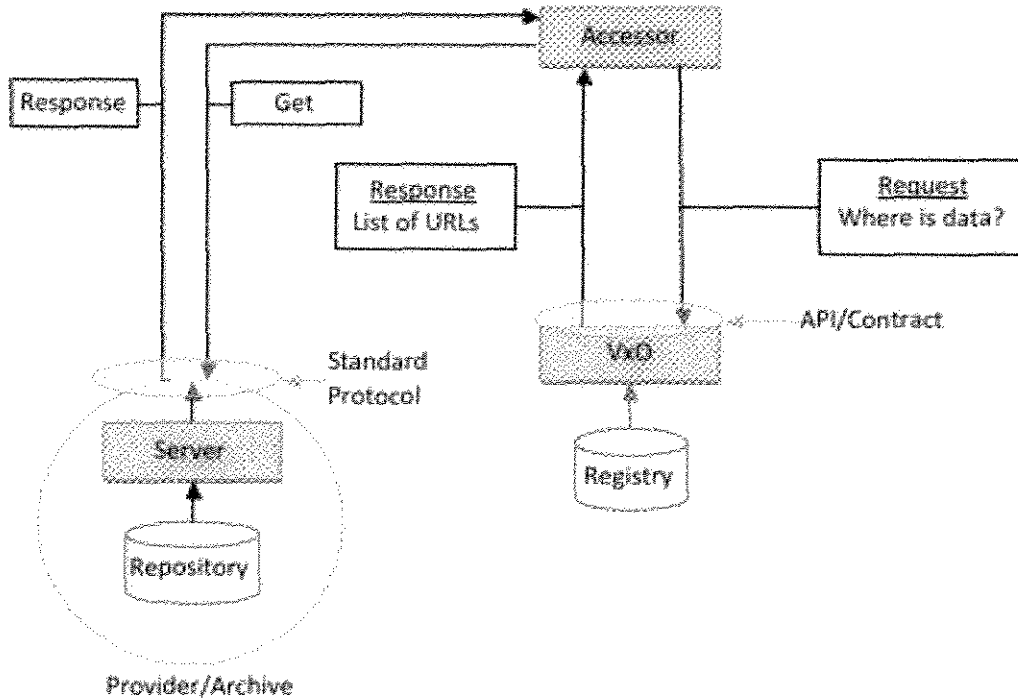 Accessor
Response
Get
Response
List of URLs
Request
Where is data?
API/Contract
VxO
Standard
Protocol
Server
Registry
Repository
Provider/Archive